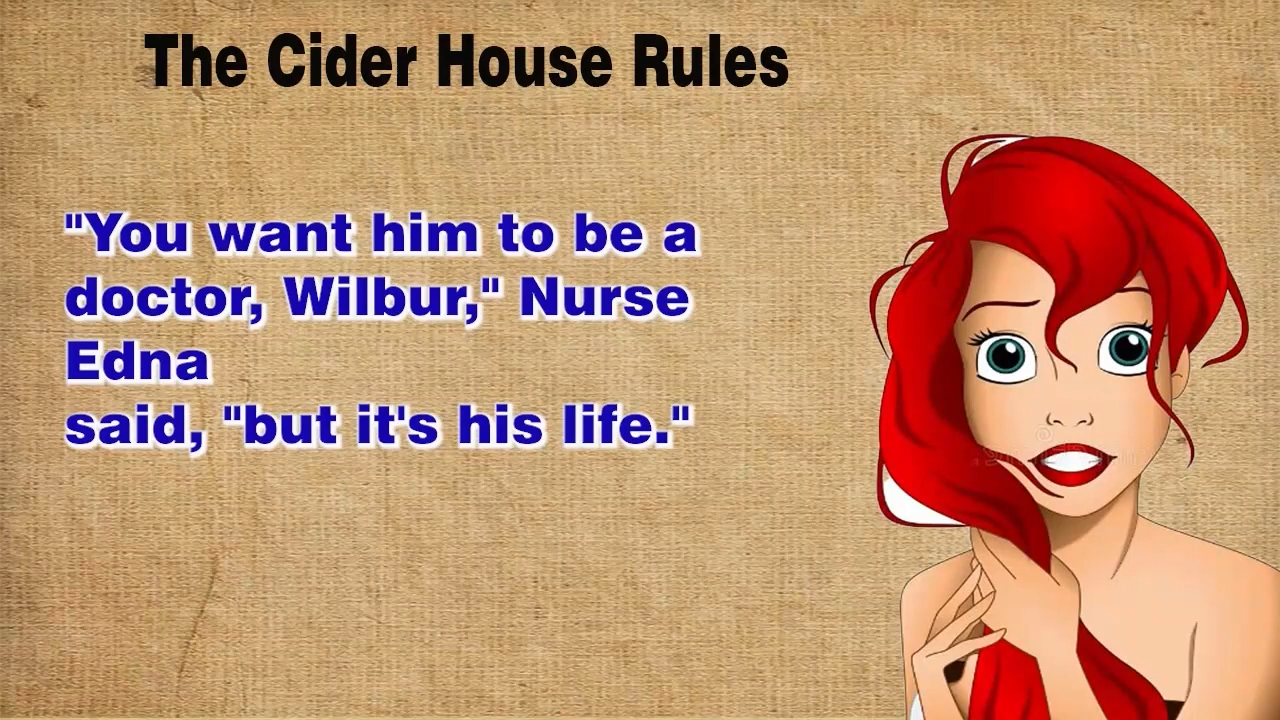 The Cider House Rules
"You want him to be a
doctor, Wilbur," Nurse
Edna
said, "but it's his life."